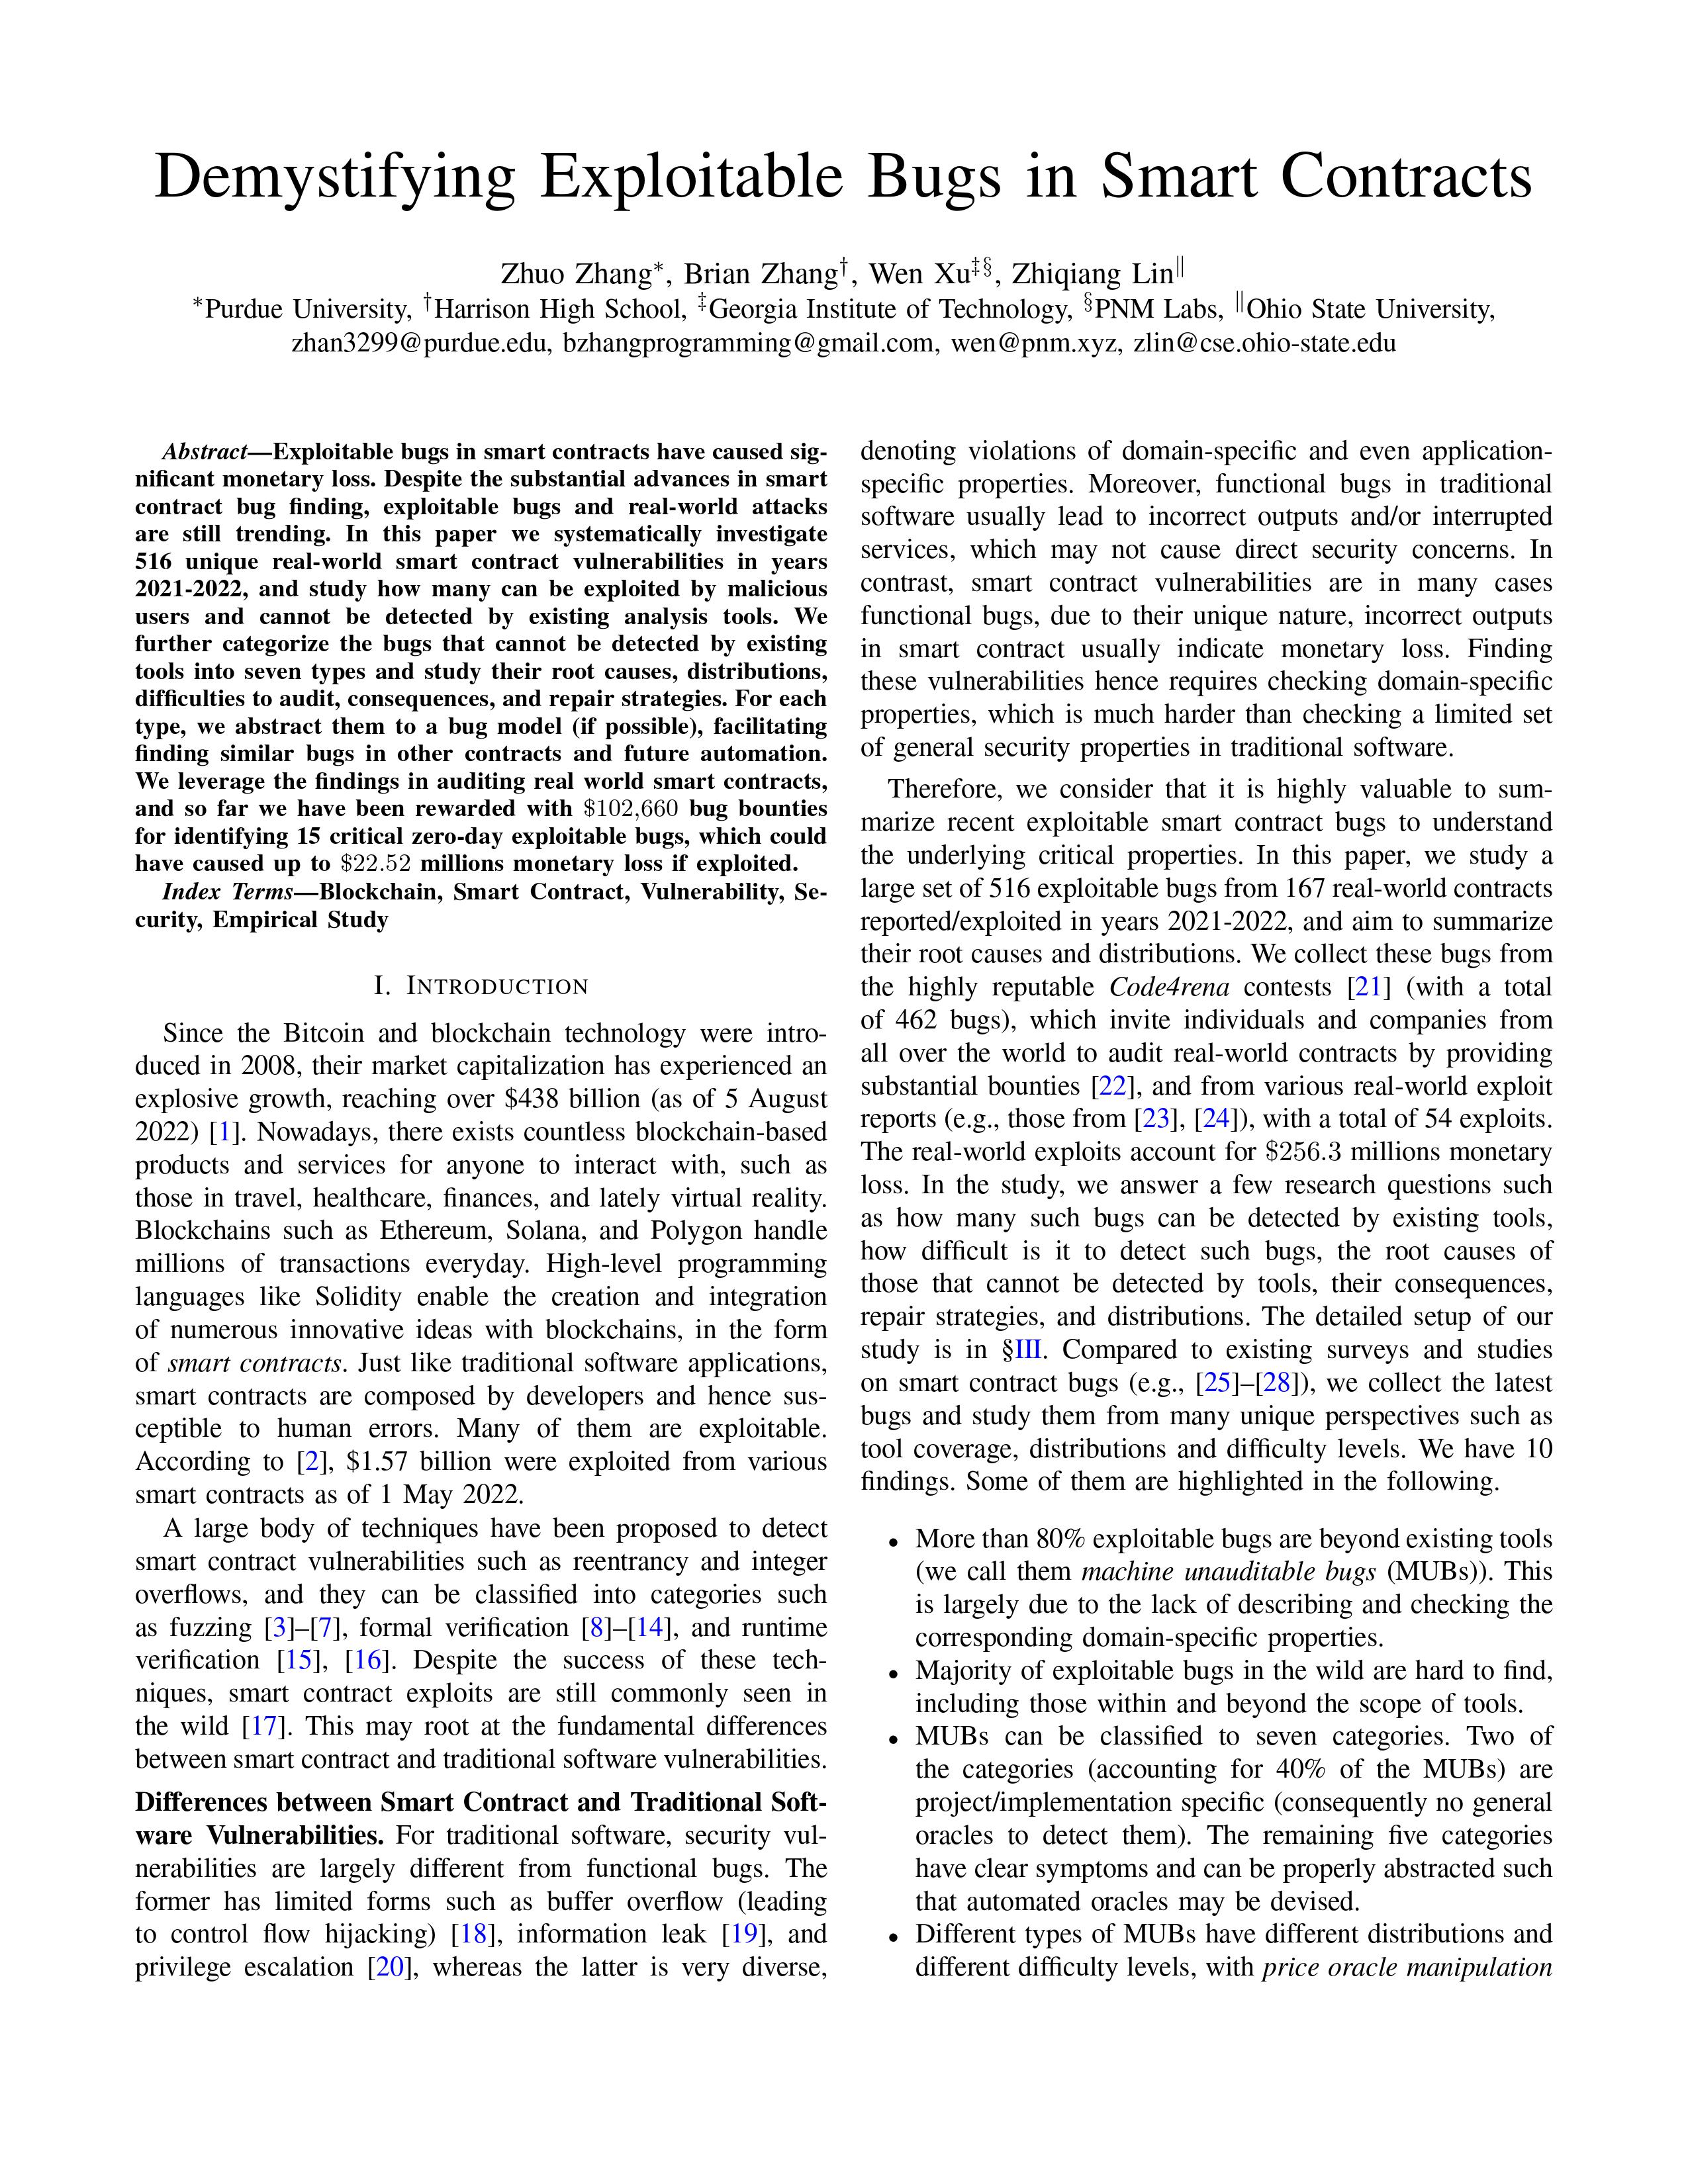 Demystifying Exploitable Bugs in Smart Contracts
Zhuo Zhang*, Brian Zhang†, Wen Xu‡§, Zhiqiang Lin∥
*Purdue University, †Harrison High School, ‡Georgia Institute of Technology, §PNM Labs, ∥Ohio State University,
zhan3299@purdue.edu, bzhangprogramming@gmail.com, wen@pnm.xyz, zlin@cse.ohio-state.edu
Abstract—Exploitable bugs in smart contracts have caused sig-
nificant monetary loss. Despite the substantial advances in smart
contract bug finding, exploitable bugs and real-world attacks
are still trending. In this paper we systematically investigate
516 unique real-world smart contract vulnerabilities in years
2021-2022, and study how many can be exploited by malicious
users and cannot be detected by existing analysis tools. We
further categorize the bugs that cannot be detected by existing
tools into seven types and study their root causes, distributions,
difficulties to audit, consequences, and repair strategies. For each
type, we abstract them to a bug model (if possible), facilitating
finding similar bugs in other contracts and future automation.
We leverage the findings in auditing real world smart contracts,
and so far we have been rewarded with $102,660 bug bounties
for identifying 15 critical zero-day exploitable bugs, which could
have caused up to $22.52 millions monetary loss if exploited.
Index Terms—Blockchain, Smart Contract, Vulnerability, Se-
curity, Empirical Study
I. INTRODUCTION
Since the Bitcoin and blockchain technology were intro-
duced in 2008, their market capitalization has experienced an
explosive growth, reaching over $438 billion (as of 5 August
2022) [1]. Nowadays, there exists countless blockchain-based
products and services for anyone to interact with, such as
those in travel, healthcare, finances, and lately virtual reality.
Blockchains such as Ethereum, Solana, and Polygon handle
millions of transactions everyday. High-level programming
languages like Solidity enable the creation and integration
of numerous innovative ideas with blockchains, in the form
of smart contracts. Just like traditional software applications,
smart contracts are composed by developers and hence sus-
ceptible to human errors. Many of them are exploitable.
According to [2], $1.57 billion were exploited from various
smart contracts as of 1 May 2022.
A large body of techniques have been proposed to detect
smart contract vulnerabilities such as reentrancy and integer
overflows, and they can be classified into categories such
as fuzzing [3]–[7], formal verification [8]–[14], and runtime
verification [15], [16]. Despite the success of these tech-
niques, smart contract exploits are still commonly seen in
the wild [17]. This may root at the fundamental differences
between smart contract and traditional software vulnerabilities.
Differences between Smart Contract and Traditional Soft-
ware Vulnerabilities. For traditional software, security vul-
nerabilities are largely different from functional bugs. The
former has limited forms such as buffer overflow (leading
to control flow hijacking) [18], information leak [19], and
privilege escalation [20], whereas the latter is very diverse,
denoting violations of domain-specific and even application-
specific properties. Moreover, functional bugs in traditional
software usually lead to incorrect outputs and/or interrupted
services, which may not cause direct security concerns. In
contrast, smart contract vulnerabilities are in many cases
functional bugs, due to their unique nature, incorrect outputs
in smart contract usually indicate monetary loss. Finding
these vulnerabilities hence requires checking domain-specific
properties, which is much harder than checking a limited set
of general security properties in traditional software.
Therefore, we consider that it is highly valuable to sum-
marize recent exploitable smart contract bugs to understand
the underlying critical properties. In this paper, we study a
large set of 516 exploitable bugs from 167 real-world contracts
reported/exploited in years 2021-2022, and aim to summarize
their root causes and distributions. We collect these bugs from
the highly reputable Code4rena contests [21] (with a total
of 462 bugs), which invite individuals and companies from
all over the world to audit real-world contracts by providing
substantial bounties [22], and from various real-world exploit
reports (e.g., those from [23], [24]), with a total of 54 exploits.
The real-world exploits account for $256.3 millions monetary
loss. In the study, we answer a few research questions such
as how many such bugs can be detected by existing tools,
how difficult is it to detect such bugs, the root causes of
those that cannot be detected by tools, their consequences,
repair strategies, and distributions. The detailed setup of our
study is in §III. Compared to existing surveys and studies
on smart contract bugs (e.g., [25]–[28]), we collect the latest
bugs and study them from many unique perspectives such as
tool coverage, distributions and difficulty levels. We have 10
findings. Some of them are highlighted in the following.
• More than 80% exploitable bugs are beyond existing tools
(we call them machine unauditable bugs (MUBs)). This
is largely due to the lack of describing and checking the
corresponding domain-specific properties.
• Majority of exploitable bugs in the wild are hard to find,
including those within and beyond the scope of tools.
• MUBs can be classified to seven categories. Two of
the categories (accounting for 40% of the MUBs) are
project/implementation specific (consequently no general
oracles to detect them). The remaining five categories
have clear symptoms and can be properly abstracted such
that automated oracles may be devised.
• Different types of MUBs have different distributions and
different difficulty levels, with price oracle manipulation